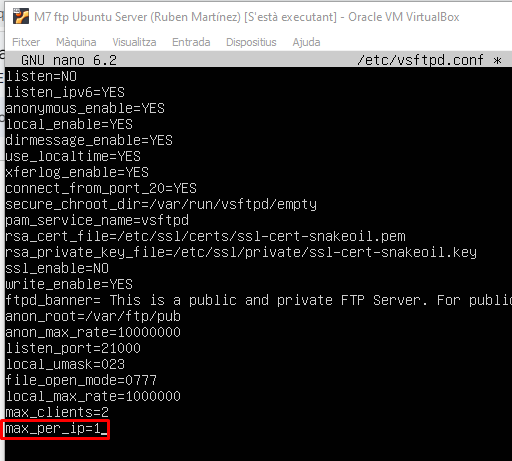 M7 ftp Ubuntu Server (Ruben Martínez) [S'està executant] - Oracle VM VirtualBox
Fitxer Màquina Visualitza Entrada Dispositius Ajuda
GNU nano 6.2 /etc/vsftpd.conf *
listen=NO
listen_ipv6=YES
anonymous_enable=YES
local_enable=YES
dirmessage_enable=YES
use_localtime=YES
xferlog_enable=YES
connect_from_port_20=YES
secure_chroot_dir=/var/run/vsftpd/empty
pam_service_name=vsftpd
rsa_cert_file=/etc/ssl/certs/ssl-cert-snakeoil.pem
rsa_private_key_file=/etc/ssl/private/ssl-cert-snakeoil.key
ssl_enable=NO
write_enable=YES
ftpd_banner= This is a public and private FTP Server. For public
anon_root=/var/ftp/pub
anon_max_rate=10000000
listen_port=21000
local_umask=023
file_open_mode=0777
local_max_rate=1000000
max_clients=2
max_per_ip=1_